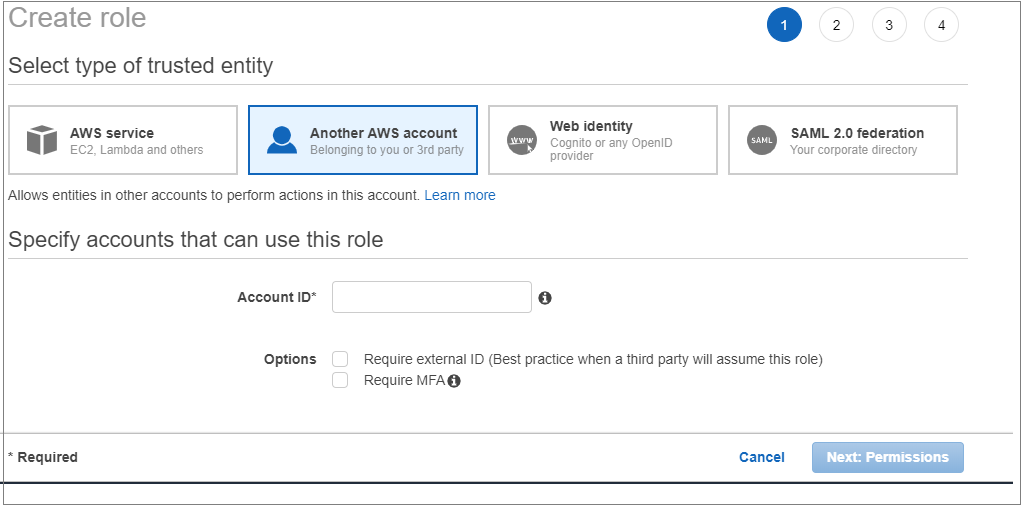 Create role
1 2 3 4
Select type of trusted entity
AWS service
EC2, Lambda and others
Another AWS account
Belonging to you or 3rd party
www
Web identity
Cognito or any OpenID
provider
SAML
SAML 2.0 federation
Your corporate directory
Allows entities in other accounts to perform actions in this account. Learn more
Specify accounts that can use this role
Account ID* i
Options Require external ID (Best practice when a third party will assume this role)
Require MFA i
* Required Cancel Next: Permissions